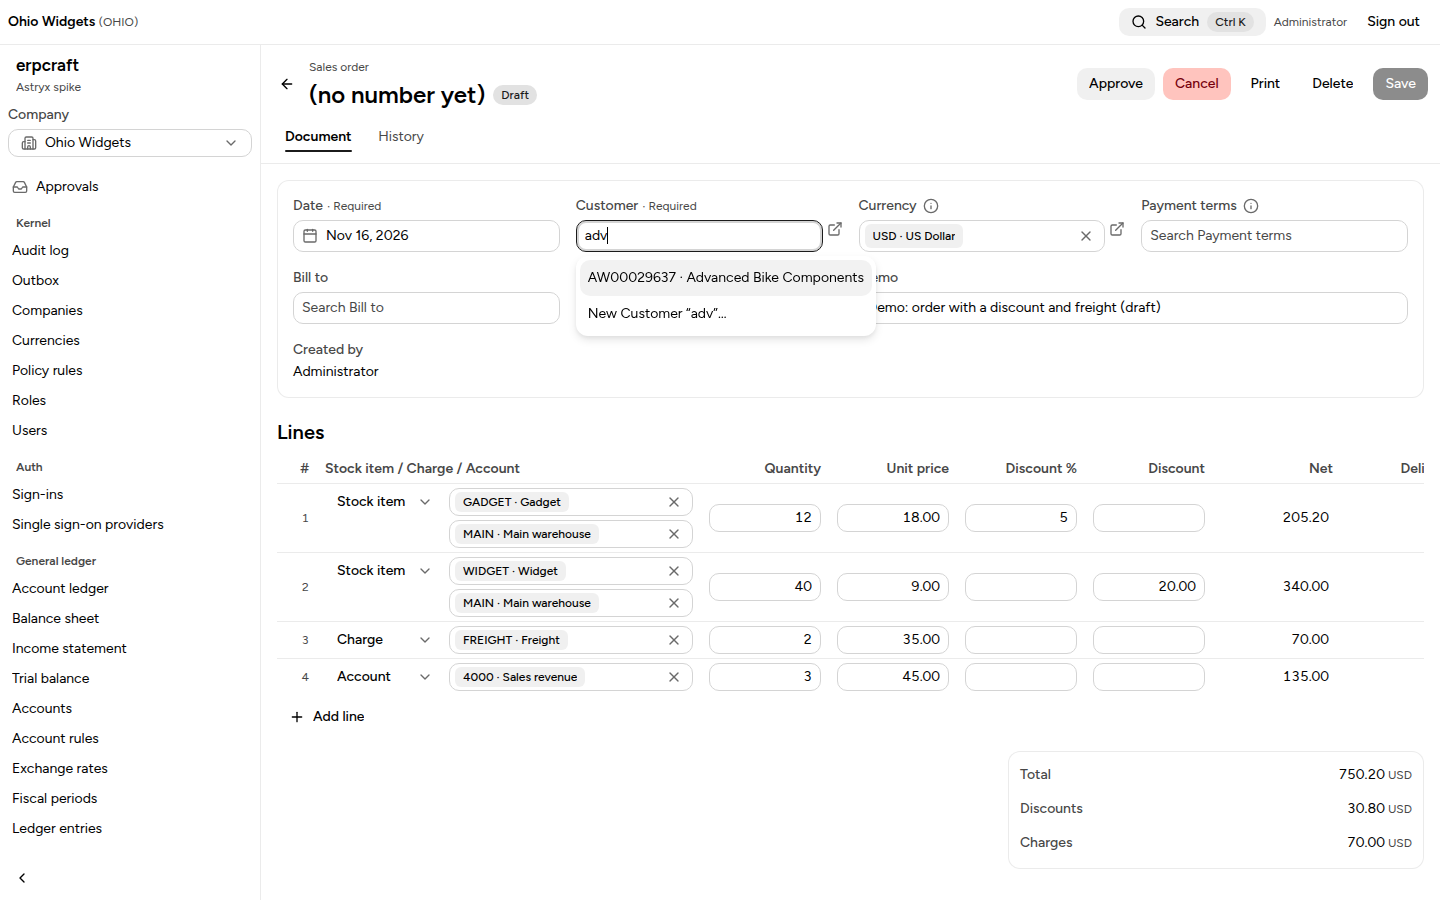 Ohio Widgets (OHIO)
Search Ctrl K
Administrator
Sign out
erpcraft
Astryx spike
Company
Ohio Widgets
Approvals
Kernel
Audit log
Outbox
Companies
Currencies
Policy rules
Roles
Users
Auth
Sign-ins
Single sign-on providers
General ledger
Account ledger
Balance sheet
Income statement
Trial balance
Accounts
Account rules
Exchange rates
Fiscal periods
Ledger entries
Sales order
(no number yet) Draft
Approve
Cancel
Print
Delete
Save
Document
History
Date · Required
Nov 16, 2026
Customer · Required
adv
AW00029637 · Advanced Bike Components
New Customer “adv”…
Currency
USD · US Dollar
Payment terms
Search Payment terms
Bill to
Search Bill to
emo: order with a discount and freight (draft)
Created by
Administrator
Lines
# Stock item / Charge / Account Quantity Unit price Discount % Discount Net Deli
1 Stock item GADGET · Gadget 12 18.00 5 205.20
MAIN · Main warehouse
2 Stock item WIDGET · Widget 40 9.00 20.00 340.00
MAIN · Main warehouse
3 Charge FREIGHT · Freight 2 35.00 70.00
4 Account 4000 · Sales revenue 3 45.00 135.00
Add line
Total 750.20 USD
Discounts 30.80 USD
Charges 70.00 USD